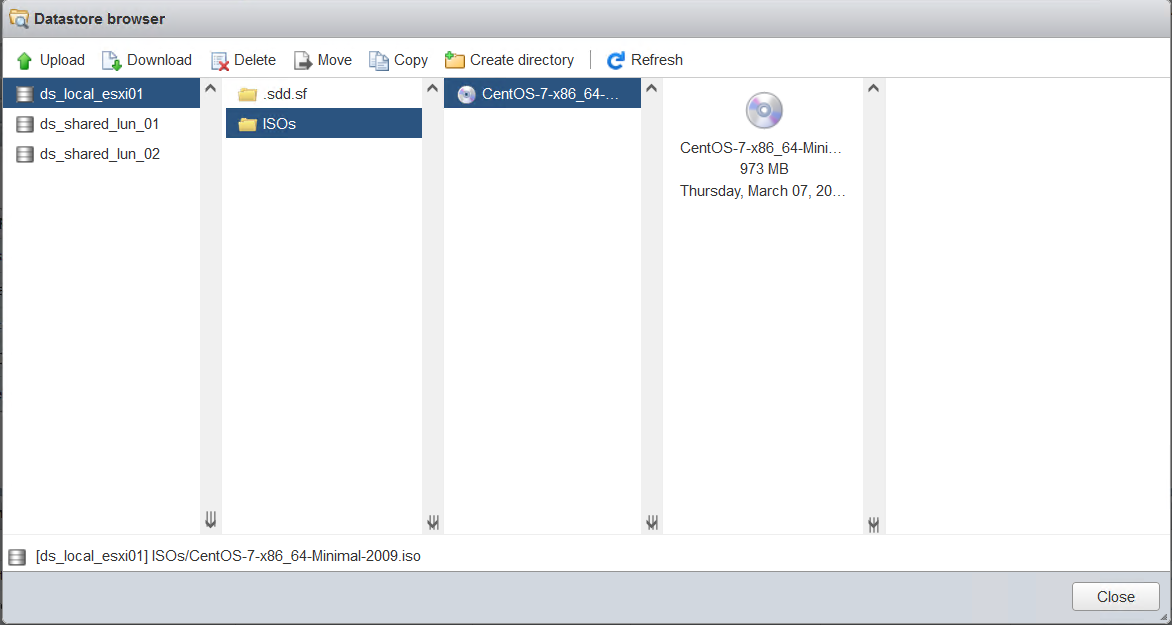 Datastore browser
Upload Download Delete Move Copy Create directory Refresh
ds_local_esxi01
ds_shared_lun_01
ds_shared_lun_02
.sdd.sf
ISOs
CentOS-7-x86_64-...
CentOS-7-x86_64-Mini...
973 MB
Thursday, March 07, 20...
[ds_local_esxi01] ISOs/CentOS-7-x86_64-Minimal-2009.iso
Close